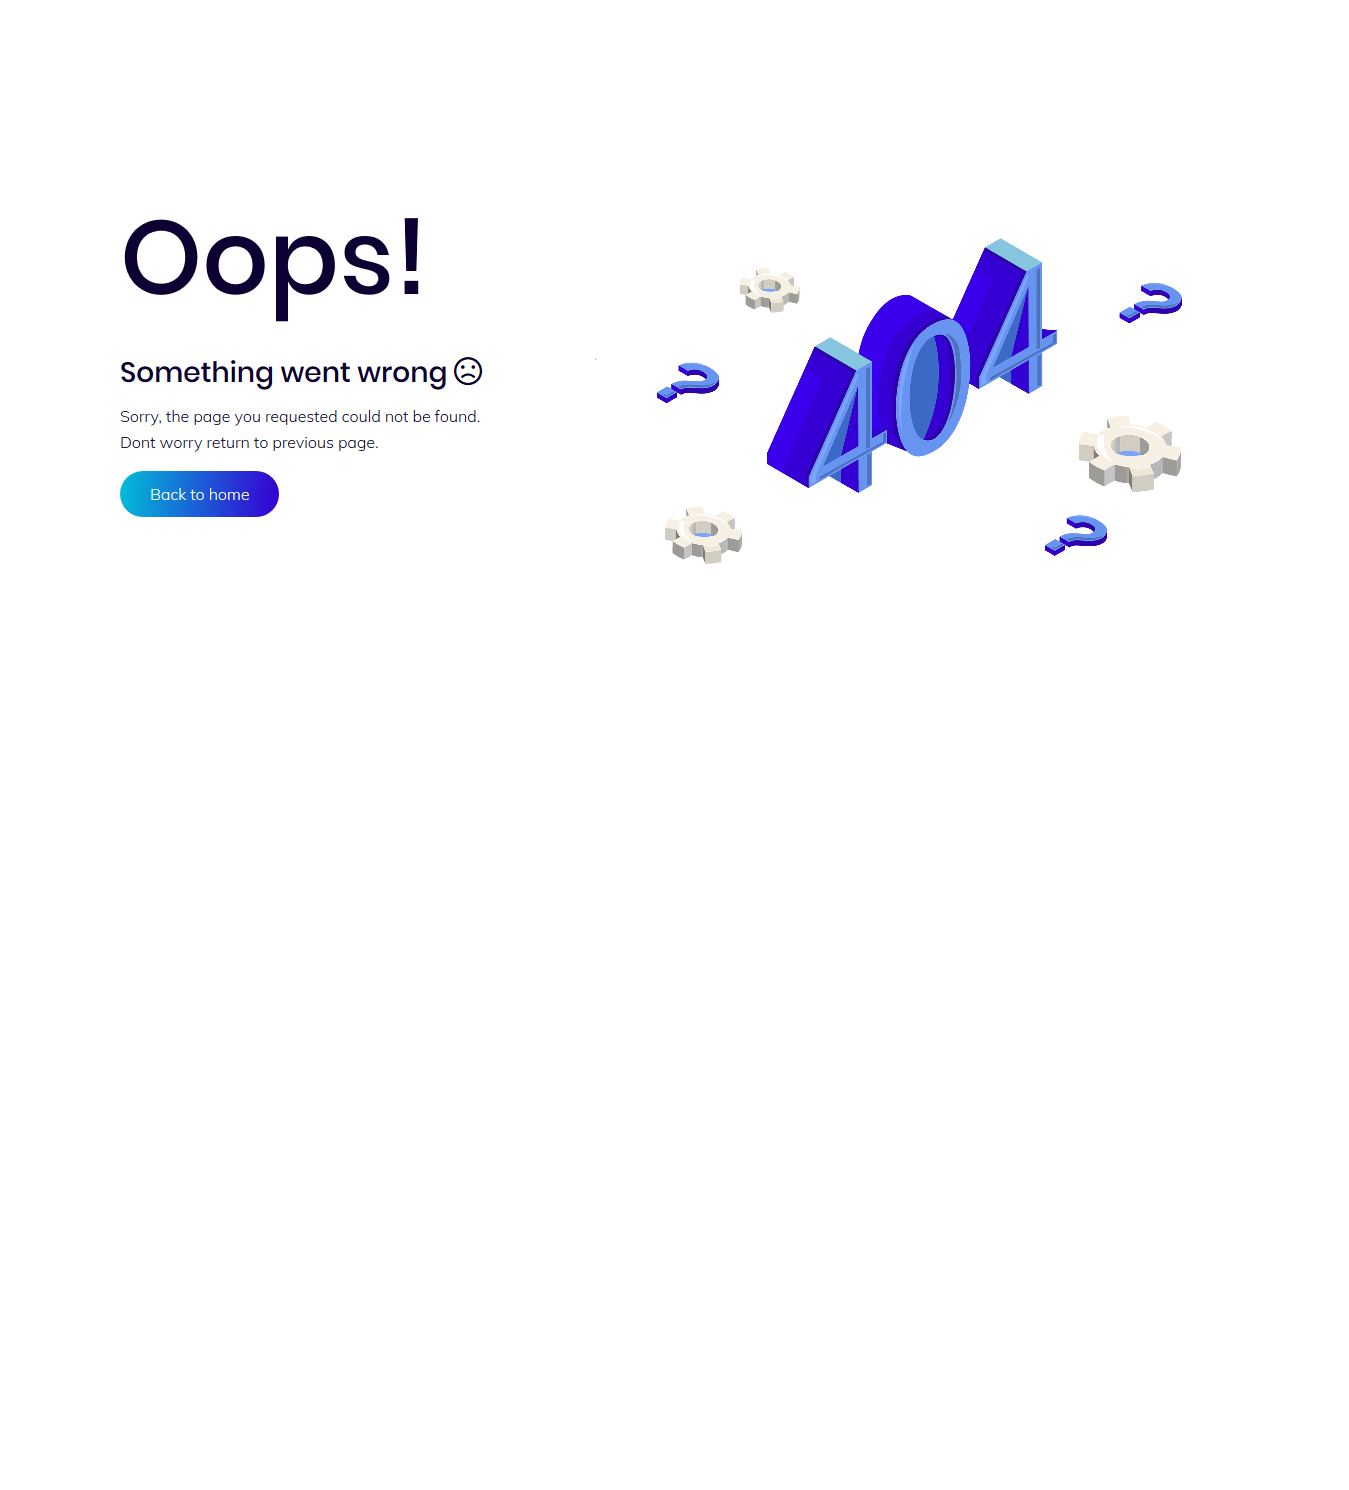 Oops!
Something went wrong
Sorry, the page you requested could not be found.
Dont worry return to previous page.
Back to home
404